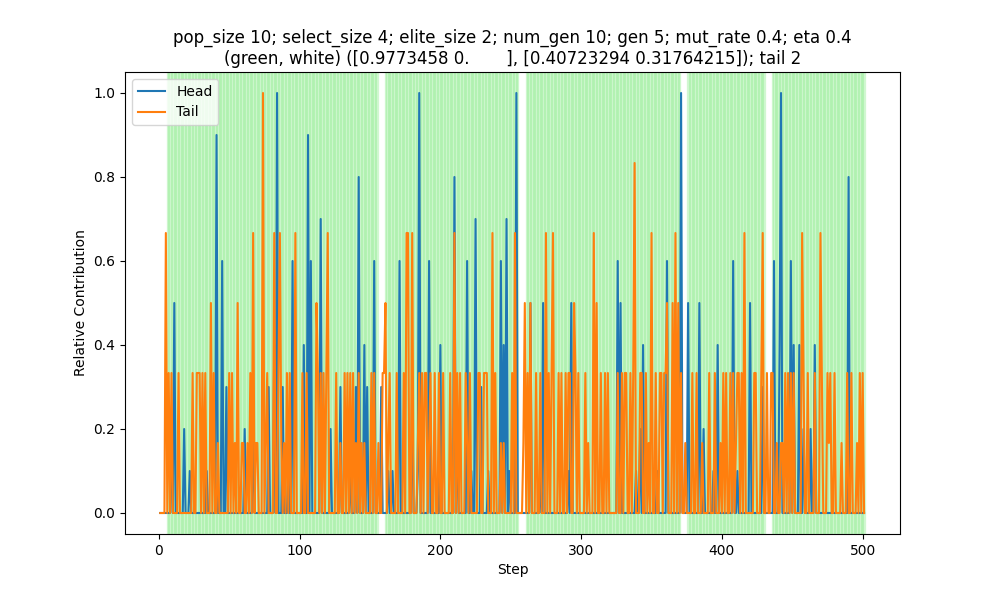 pop_size 10; select_size 4; elite_size 2; num_gen 10; gen 5; mut_rate 0.4; eta 0.4
(green, white) ([0.9773458 0.        ], [0.40723294 0.31764215]); tail 2
Head
Tail
Relative Contribution
1.0
0.8
0.6
0.4
0.2
0.0
0 100 200 300 400 500
Step